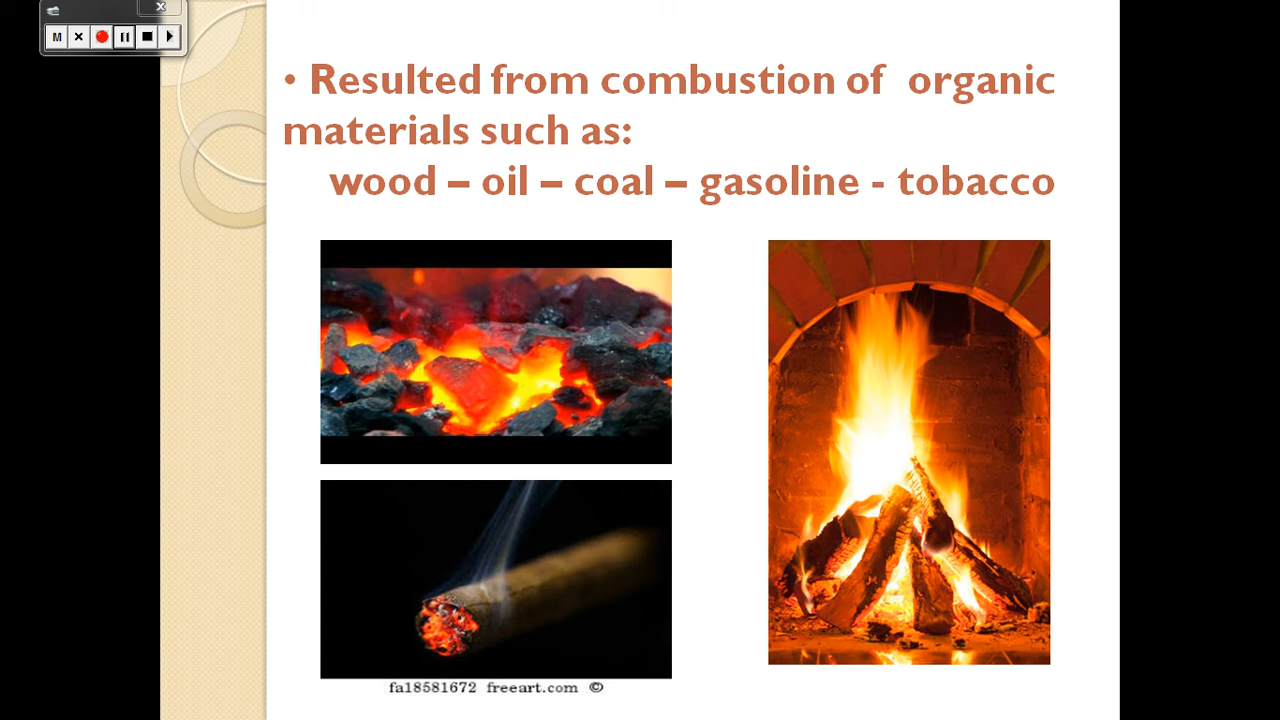 M
• Resulted from combustion of organic
materials such as:
wood – oil – coal – gasoline - tobacco
fa18581672 freeart.com ©